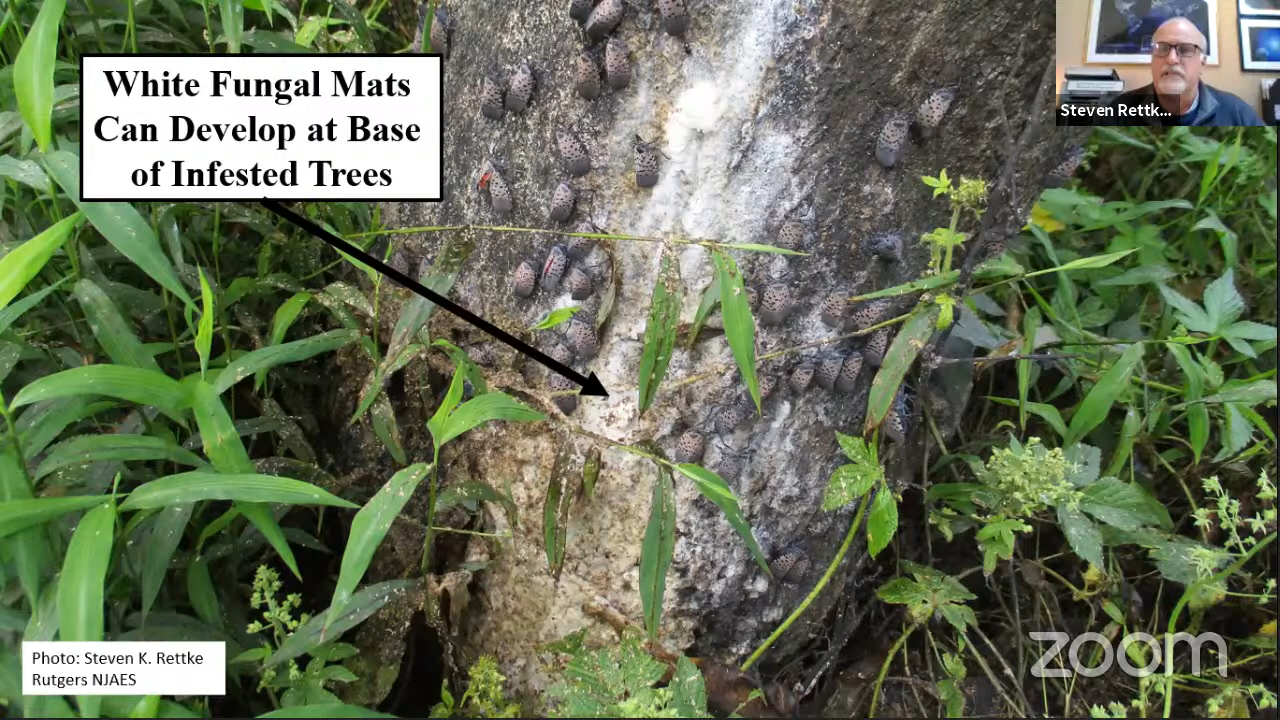 White Fungal Mats
Can Develop at Base
of Infested Trees
Steven Rettk...
Photo: Steven K. Rettke
Rutgers NJAES
zoom